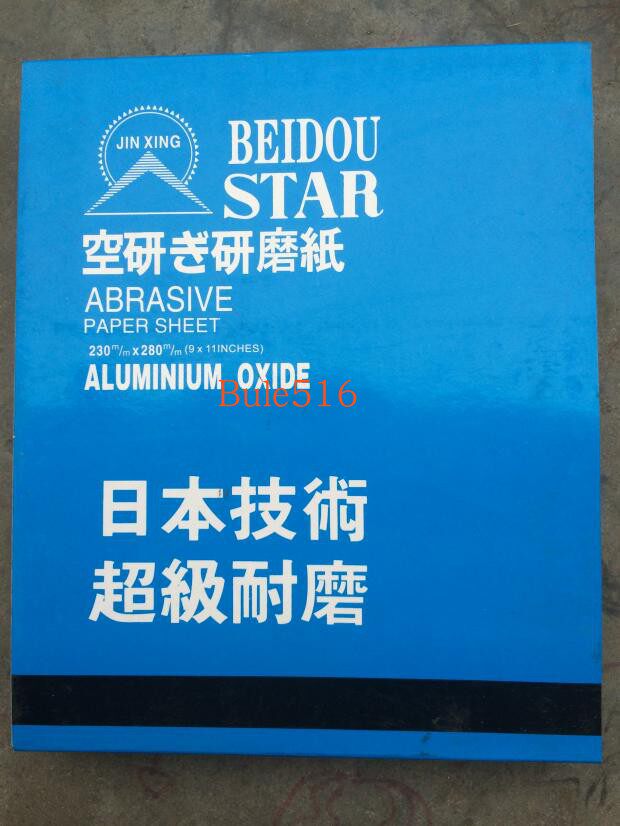 JIN XING
BEIDOU
STAR
空研ぎ研磨紙
ABRASIVE
PAPER SHEET
230m/m x 280m/m (9 x 11INCHES)
ALUMINIUM OXIDE
Bule516
日本技術
超級耐磨